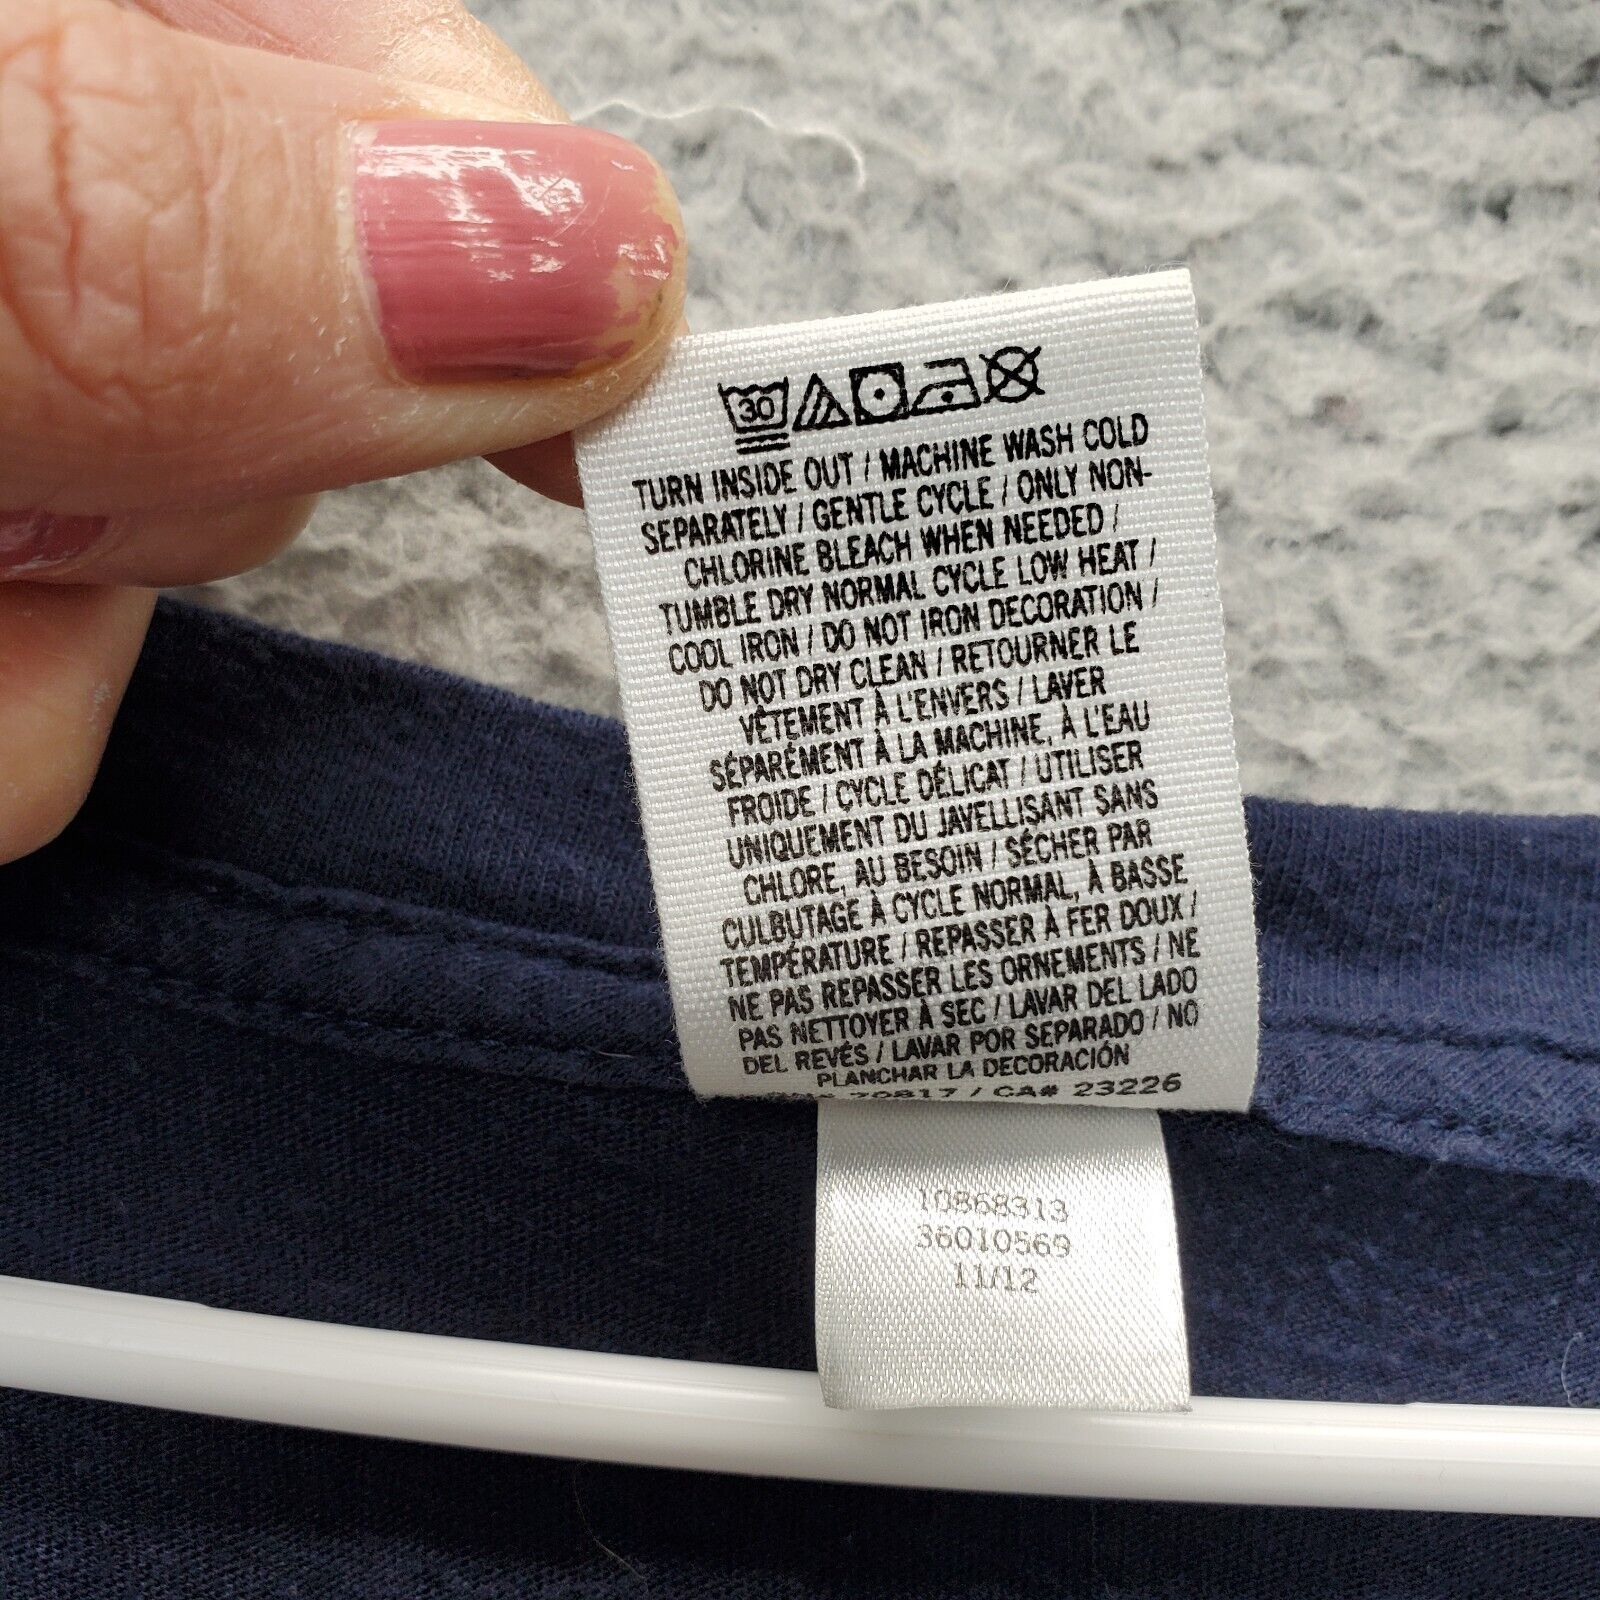 30
TURN INSIDE OUT / MACHINE WASH COLD
SEPARATELY / GENTLE CYCLE / ONLY NON-
CHLORINE BLEACH WHEN NEEDED /
TUMBLE DRY NORMAL CYCLE LOW HEAT /
COOL IRON / DO NOT IRON DECORATION /
DO NOT DRY CLEAN / RETOURNER LE
VÊTEMENT À L'ENVERS / LAVER
SÉPARÉMENT À LA MACHINE, À L'EAU
FROIDE / CYCLE DÉLICAT / UTILISER
UNIQUEMENT DU JAVELLISANT SANS
CHLORE, AU BESOIN / SÉCHER PAR
CULBUTAGE À CYCLE NORMAL, À BASSE
TEMPÉRATURE / REPASSER À FER DOUX /
NE PAS REPASSER LES ORNEMENTS / NE
PAS NETTOYER À SEC / LAVAR DEL LADO
DEL REVÉS / LAVAR POR SEPARADO / NO
PLANCHAR LA DECORACIÓN
70817 / CA# 23226
10868313
36010569
11/12